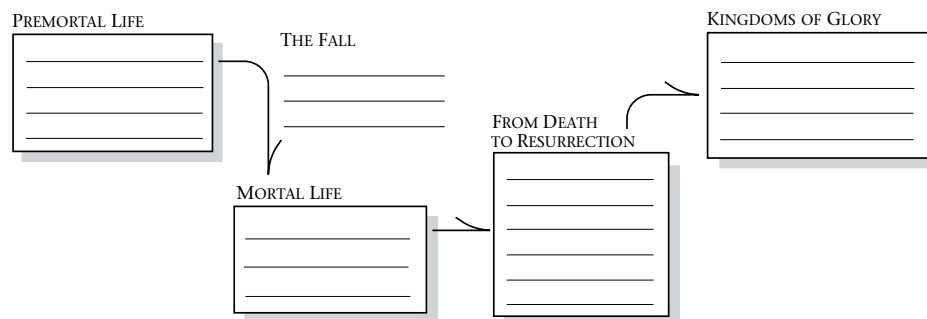 PREMORTAL LIFE
THE FALL
MORTAL LIFE
FROM DEATH
TO RESURRECTION
KINGDOMS OF GLORY